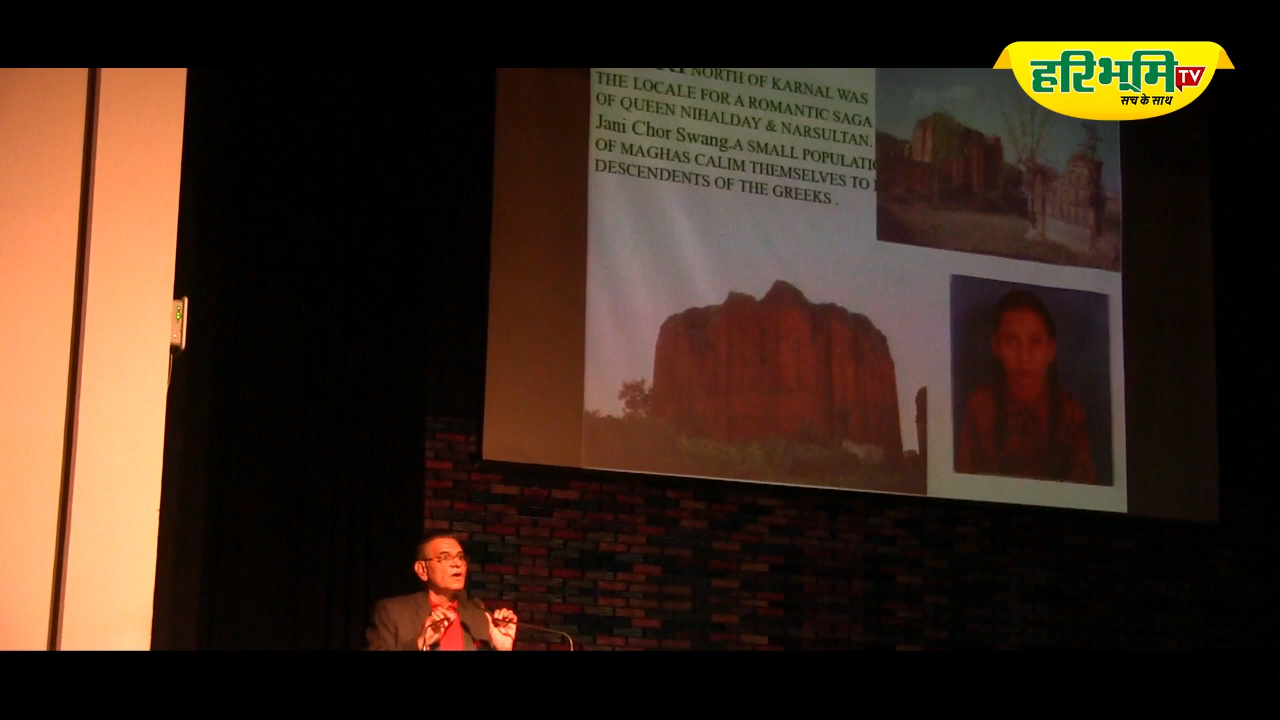 हरिभूमि TV
सच के साथ
NORTH OF KARNAL WAS
THE LOCALE FOR A ROMANTIC SAGA
OF QUEEN NIHALDAY & NARSULTAN.
Jani Chor Swang.A SMALL POPULATI
OF MAGHAS CALIM THEMSELVES TO
DESCENDENTS OF THE GREEKS .